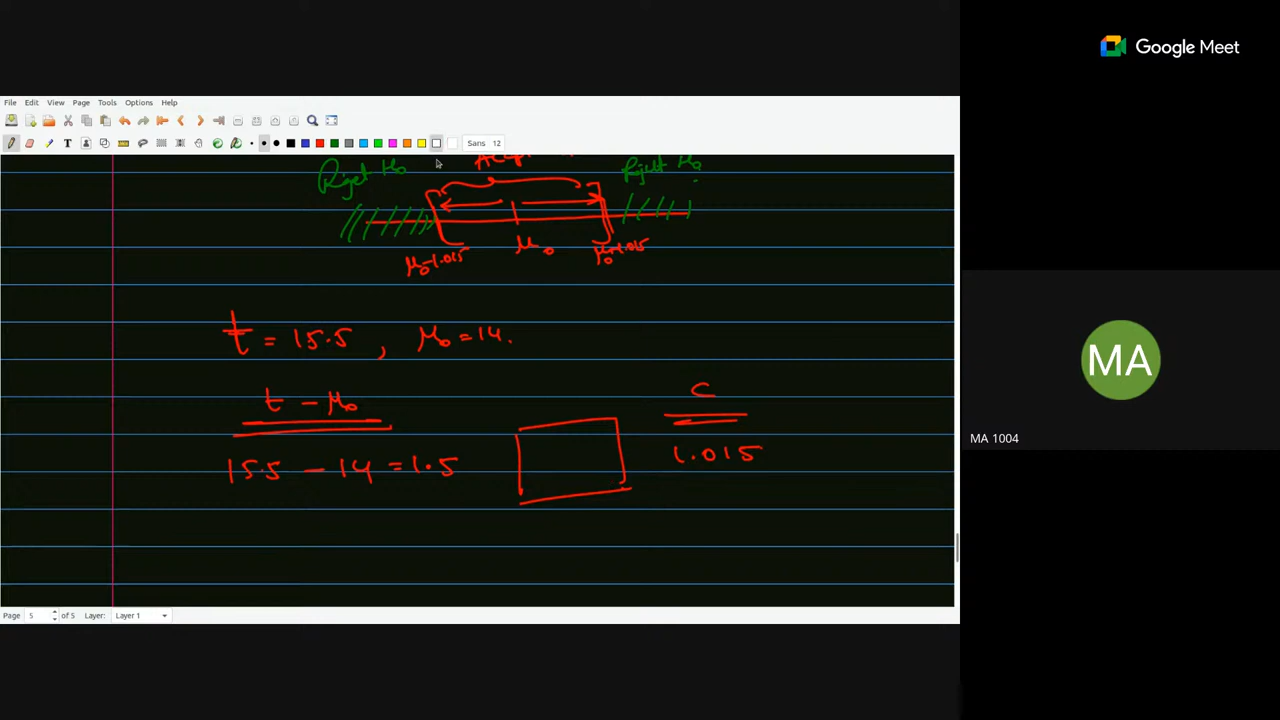 Google Meet
File Edit View Page Tools Options Help
Sans 12
Reject μ₀
Reject μ₀
μ₀-1.015 μ₀ μ₀+1.015
t = 15.5 , μ₀ = 14.
t - μ₀
C
15.5 - 14 = 1.5
1.015
MA
MA 1004
Page 5 of 5 Layer: Layer 1